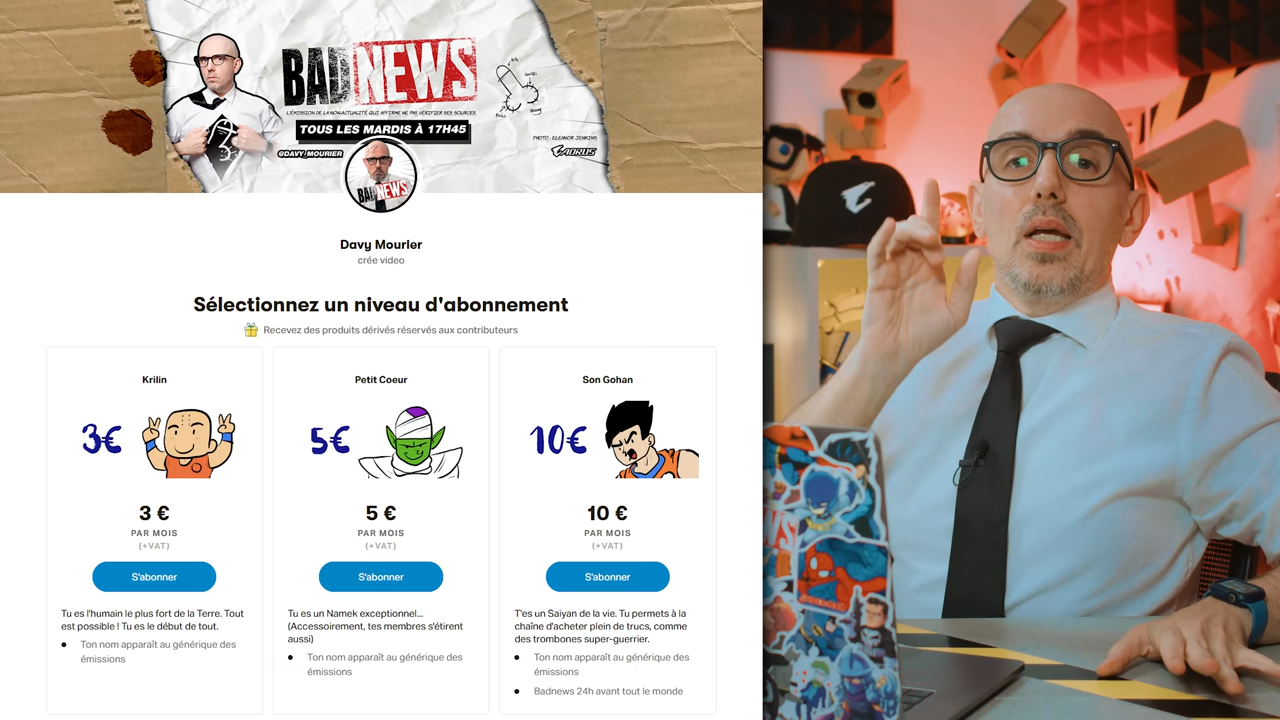 BAD NEWS
L'ÉMISSION DE LA NON-ACTUALITÉ QUI AFFIRME NE PAS VÉRIFIER SES SOURCES
TOUS LES MARDIS À 17H45
PHOTO : ELEANOR JENKINS
@DAVY_MOURIER
AORUS
BAD NEWS
Davy Mourier
crée video
Sélectionnez un niveau d'abonnement
Recevez des produits dérivés réservés aux contributeurs
Krilin
3€
3 €
PAR MOIS
(+VAT)
S'abonner
Tu es l'humain le plus fort de la Terre. Tout
est possible ! Tu es le début de tout.
Ton nom apparaît au générique des
émissions
Petit Coeur
5€
5 €
PAR MOIS
(+VAT)
S'abonner
Tu es un Namek exceptionnel...
(Accessoirement, tes membres s'étirent
aussi)
Ton nom apparaît au générique des
émissions
Son Gohan
10€
10 €
PAR MOIS
(+VAT)
S'abonner
T'es un Saiyan de la vie. Tu permets à la
chaîne d'acheter plein de trucs, comme
des trombones super-guerrier.
Ton nom apparaît au générique des
émissions
Badnews 24h avant tout le monde